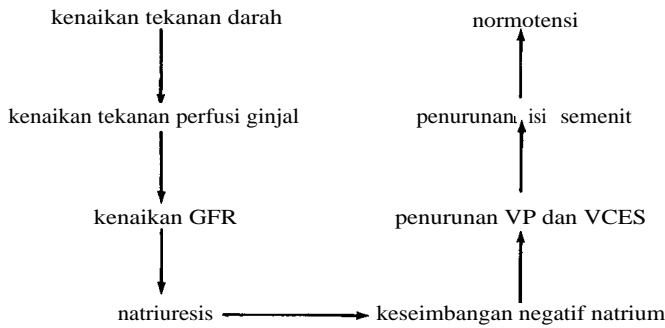 kenaikan tekanan darah
kenaikan tekanan perfusi ginjal
kenaikan GFR
natriuresis
keseimbangan negatif natrium.
penurunan VP dan VCES
penurunan isi semenit
normotensi